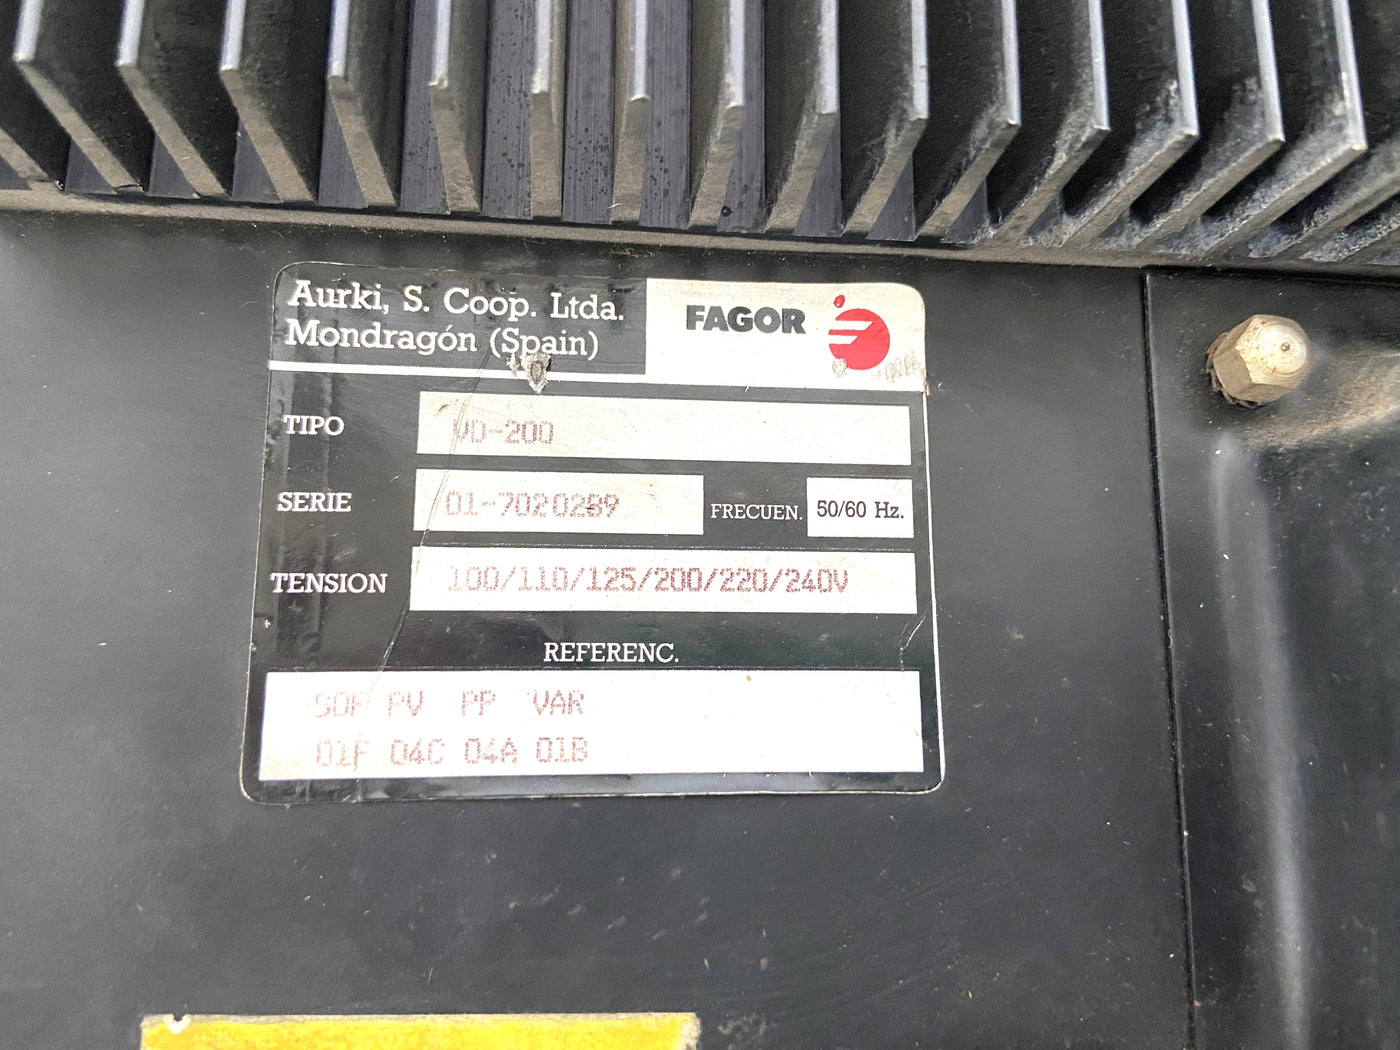 Aurki, S. Coop. Ltda.
Mondragón (Spain)
FAGOR
TIPO VD-200
SERIE 01-7020289 FRECUEN. 50/60 Hz.
TENSION 100/110/125/200/220/240V
REFERENC.
SOF PV PP VAR
01F 04C 04A 01B